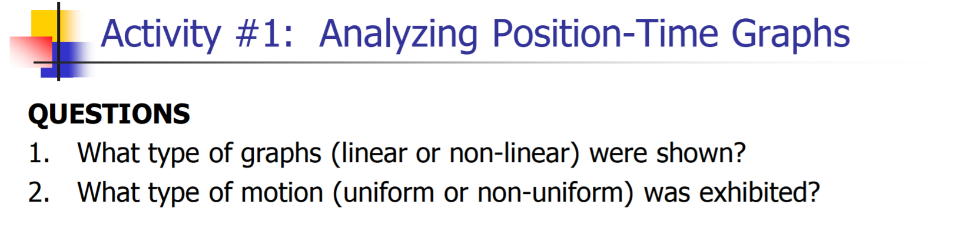 Activity #1:  Analyzing Position-Time Graphs
QUESTIONS
1. What type of graphs (linear or non-linear) were shown?
2. What type of motion (uniform or non-uniform) was exhibited?